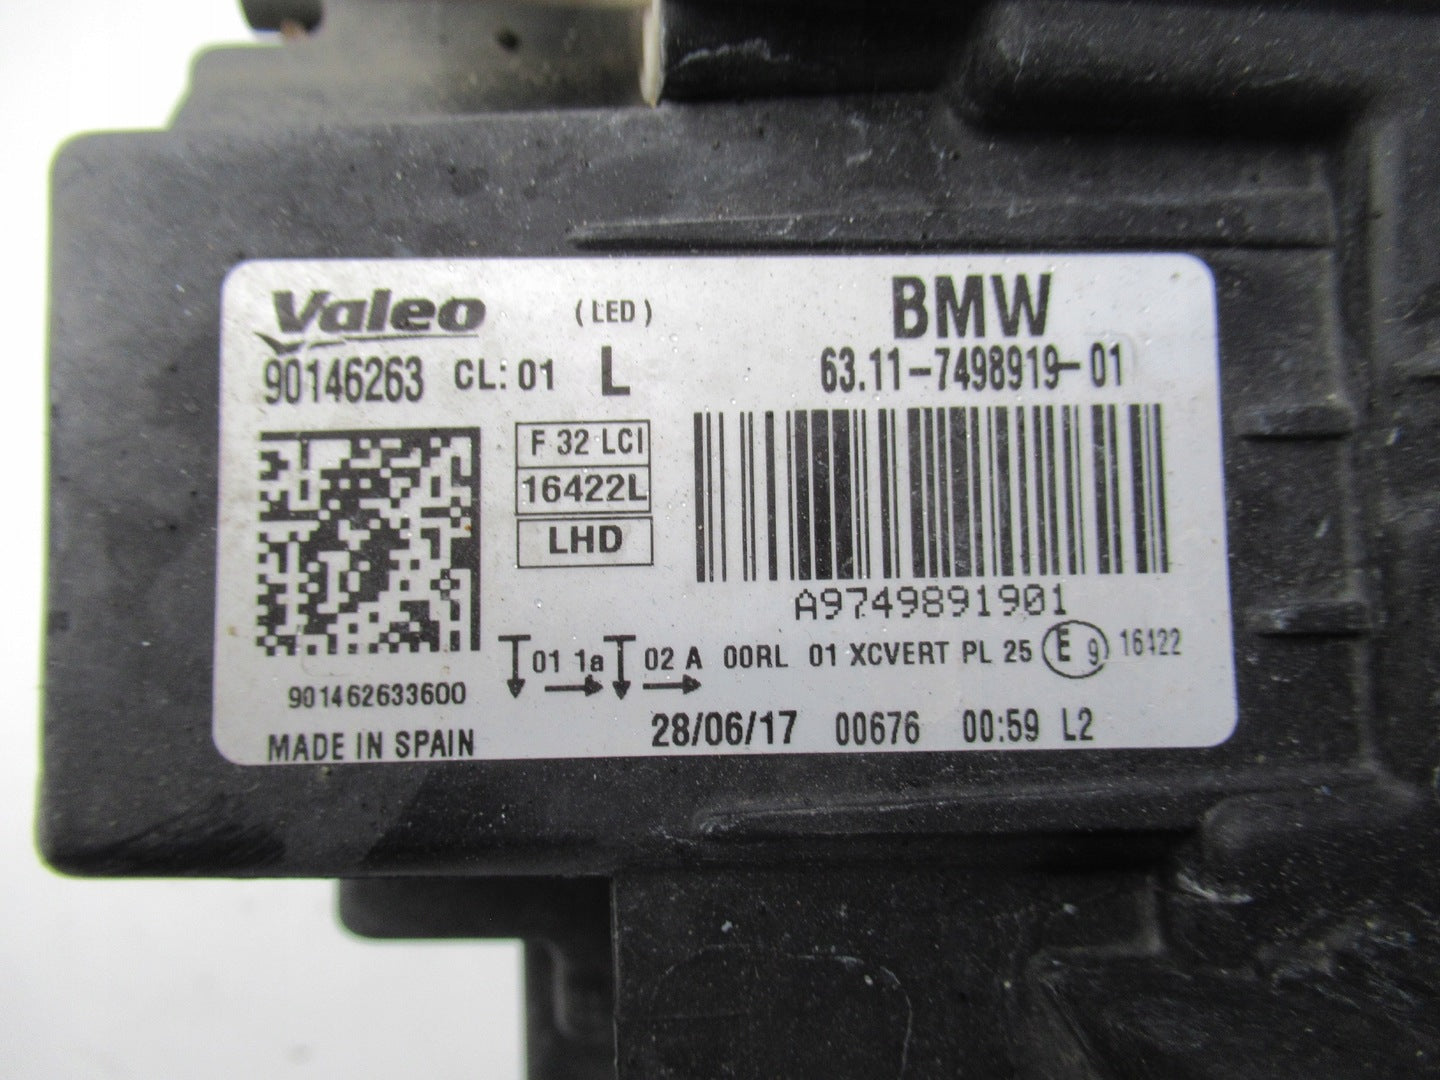 Valeo (LED) BMW
90146263 CL: 01 L 63.11-7498919-01
F 32 LCI
16422L
LHD
A9749891901
01 1a 02 A 00RL 01 XCVERT PL 25 E 9 16422
901462633600
MADE IN SPAIN 28/06/17 00676 00:59 L2